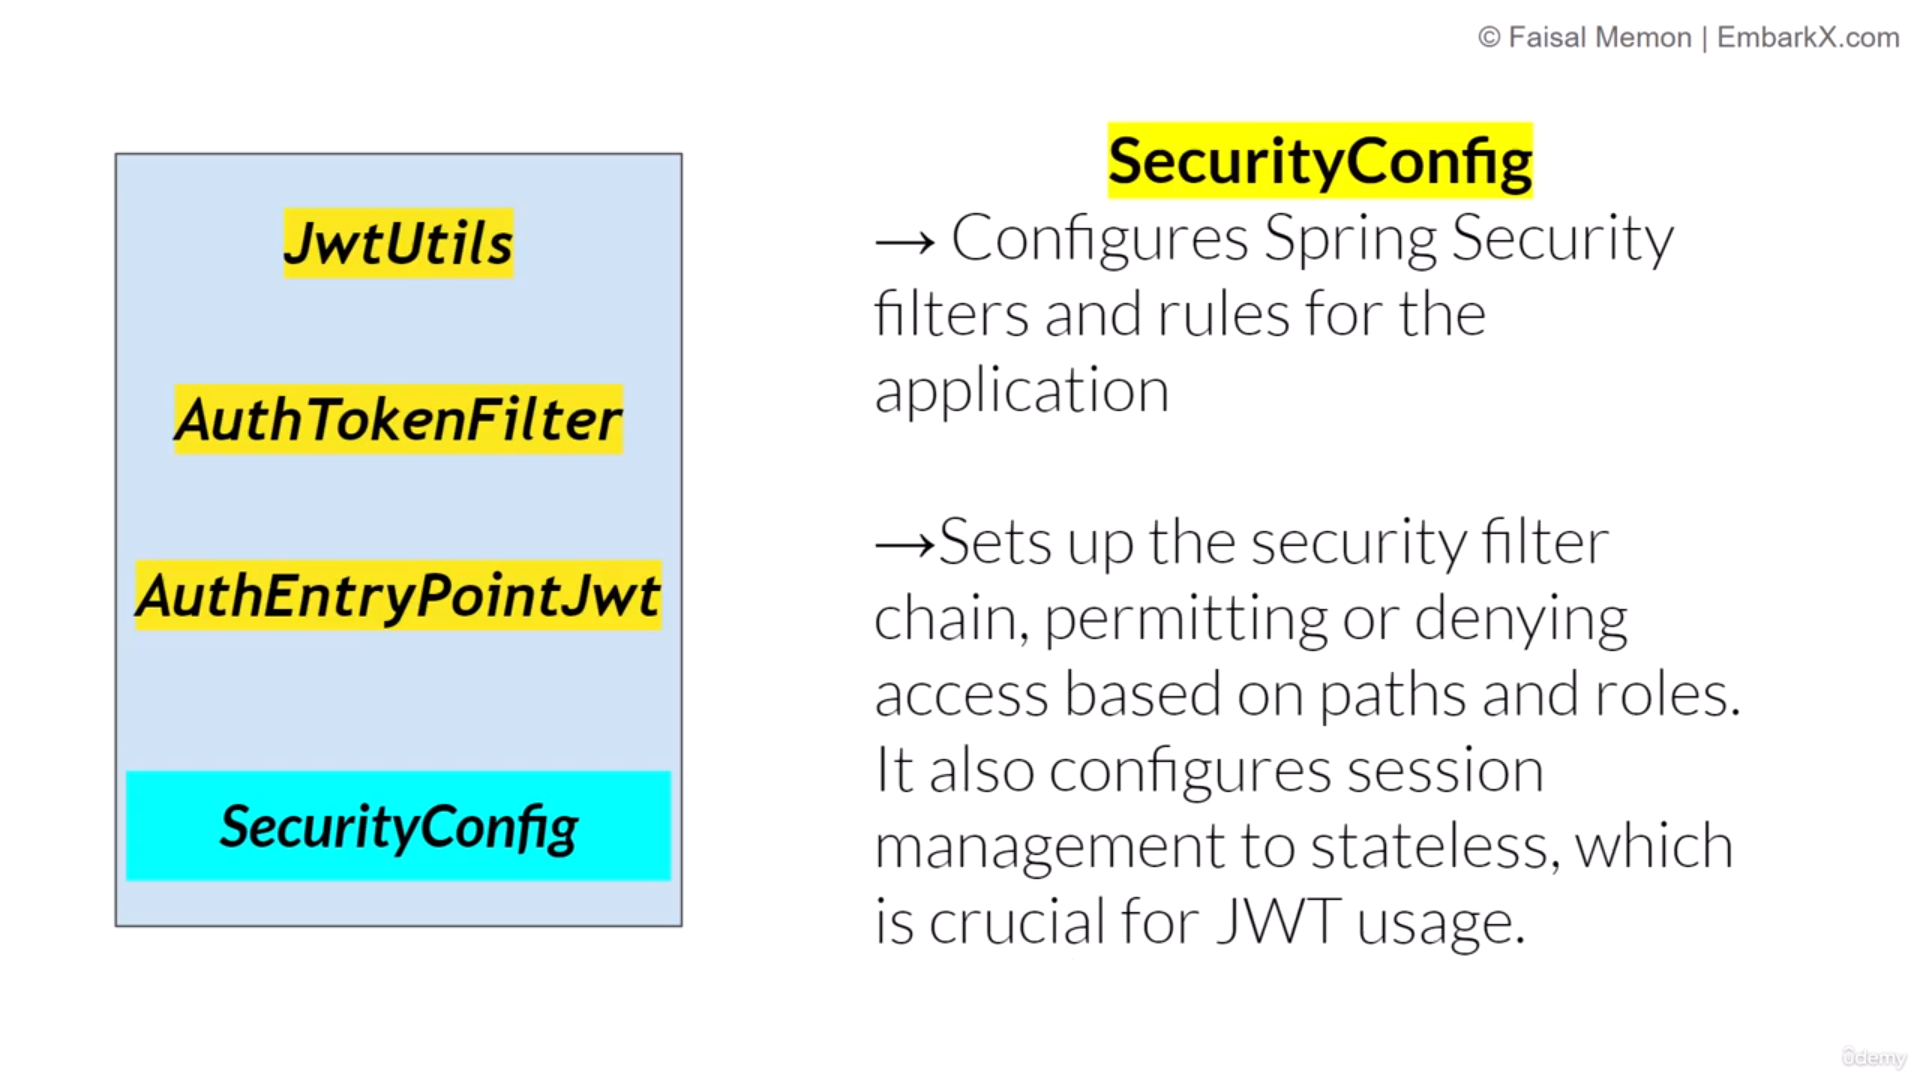 © Faisal Memon | EmbarkX.com
JwtUtils
AuthTokenFilter
AuthEntryPointJwt
SecurityConfig
SecurityConfig
→ Configures Spring Security
filters and rules for the
application
→Sets up the security filter
chain, permitting or denying
access based on paths and roles.
It also configures session
management to stateless, which
is crucial for JWT usage.
ûdemy